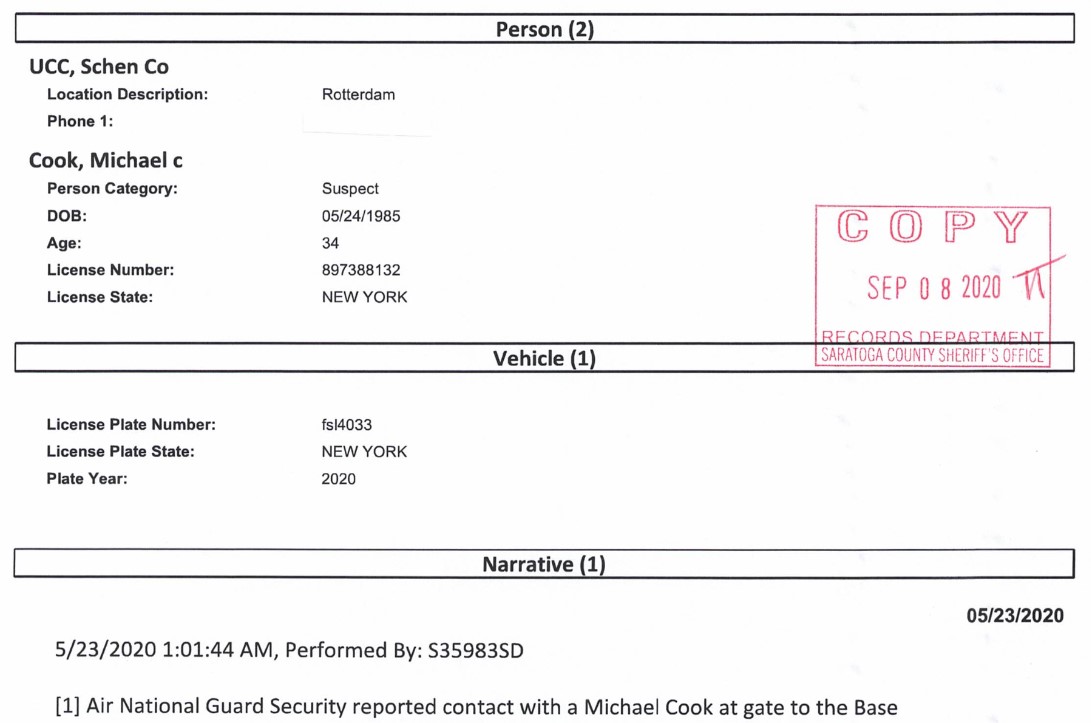 Person (2)
UCC, Schen Co
Location Description: Rotterdam
Phone 1:
Cook, Michael c
Person Category: Suspect
DOB: 05/24/1985
Age: 34
License Number: 897388132
License State: NEW YORK
COPY
SEP 08 2020
RECORDS DEPARTMENT
SARATOGA COUNTY SHERIFF'S OFFICE
Vehicle (1)
License Plate Number: fsl4033
License Plate State: NEW YORK
Plate Year: 2020
Narrative (1)
05/23/2020
5/23/2020 1:01:44 AM, Performed By: S35983SD
[1] Air National Guard Security reported contact with a Michael Cook at gate to the Base